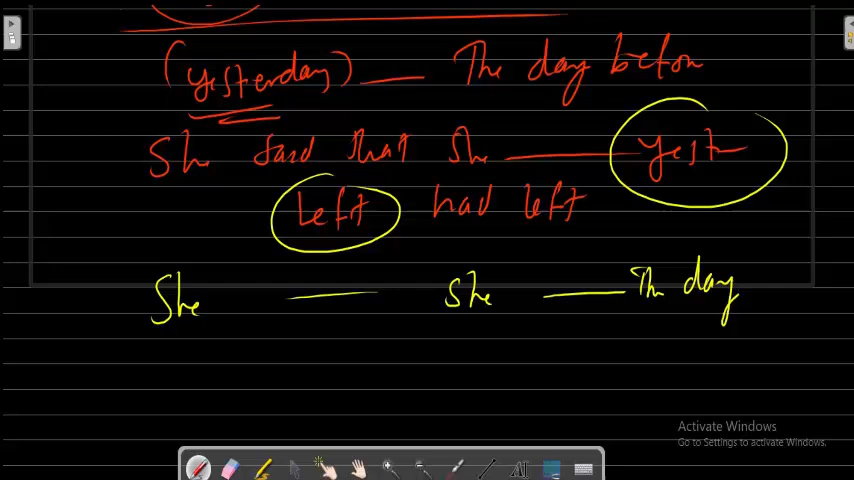 (yesterday) — The day before
She said that she — yest
left had left
She — she — The day
Activate Windows
Go to Settings to activate Windows.